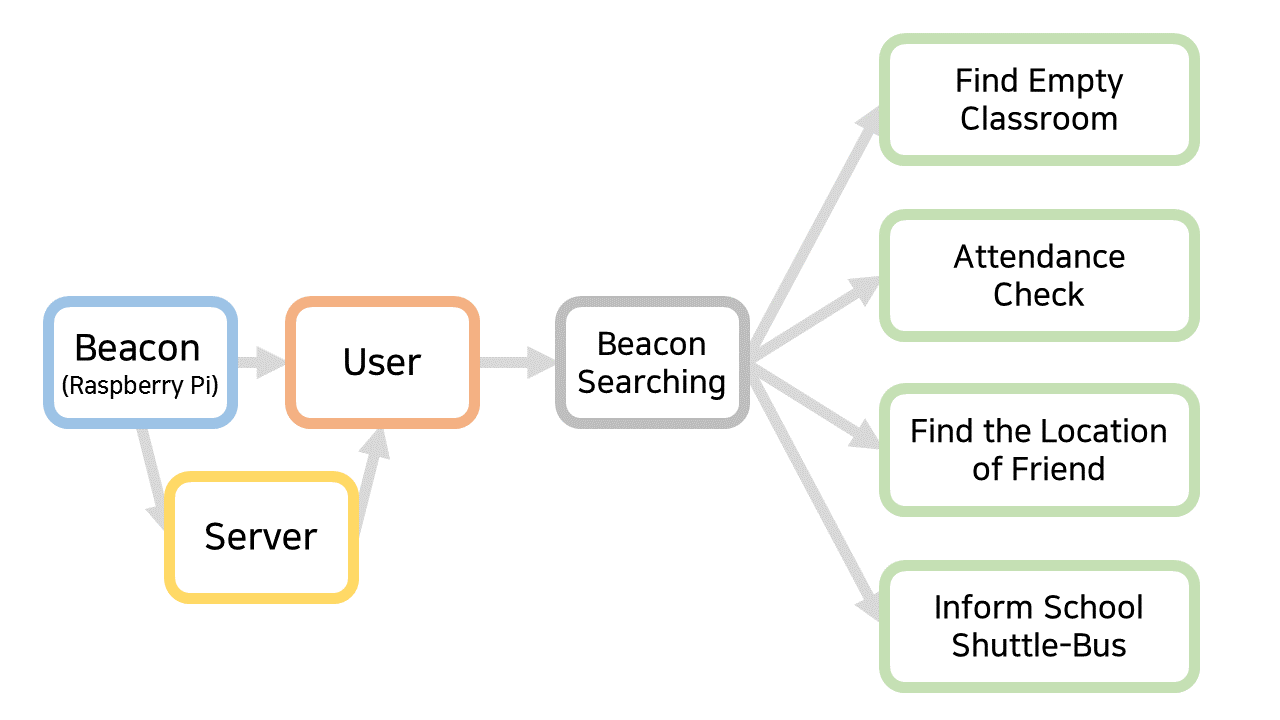 Beacon
(Raspberry Pi)
User
Server
Beacon
Searching
Find Empty
Classroom
Attendance
Check
Find the Location
of Friend
Inform School
Shuttle-Bus